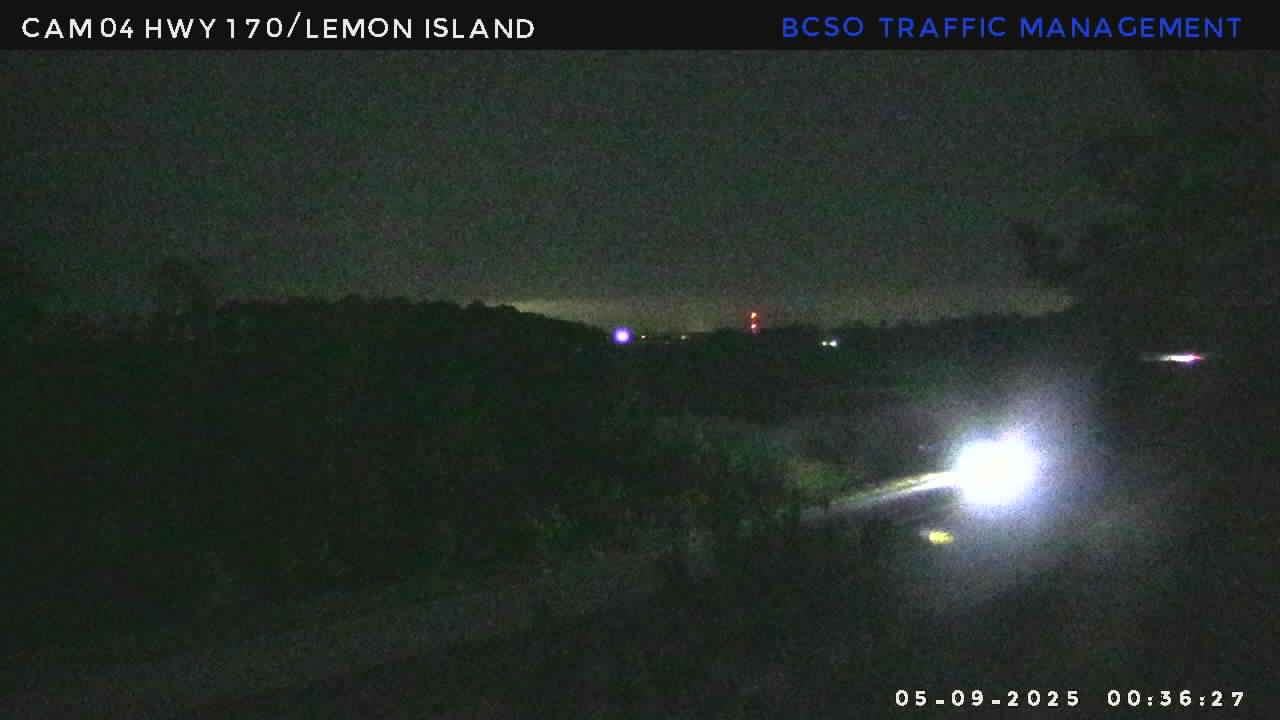 CAM04 HWY 170/LEMON ISLAND
BCSO TRAFFIC MANAGEMENT
05-09-2025 00:36:27